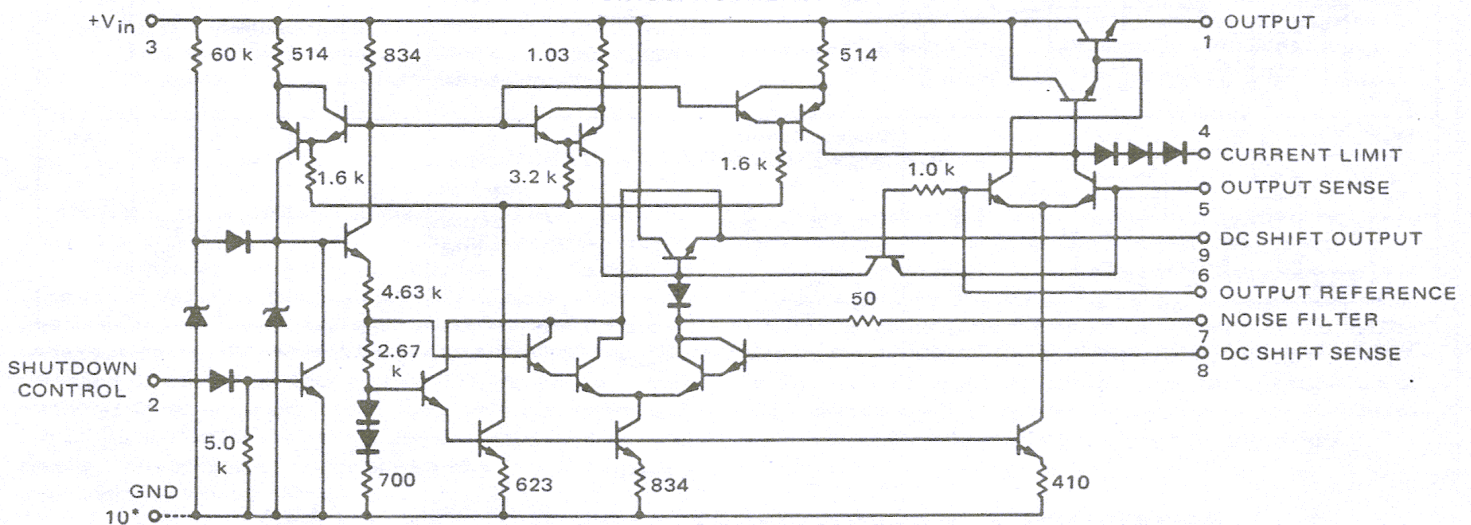 +Vin
3
60 k
514
834
1.03
514
OUTPUT
1
4
CURRENT LIMIT
1.6 k
3.2 k
1.6 k
1.0 k
OUTPUT SENSE
5
DC SHIFT OUTPUT
9
6
OUTPUT REFERENCE
4.63 k
50
NOISE FILTER
7
2.67
k
DC SHIFT SENSE
8
SHUTDOWN
CONTROL
2
5.0
k
700
623
834
410
GND
10*